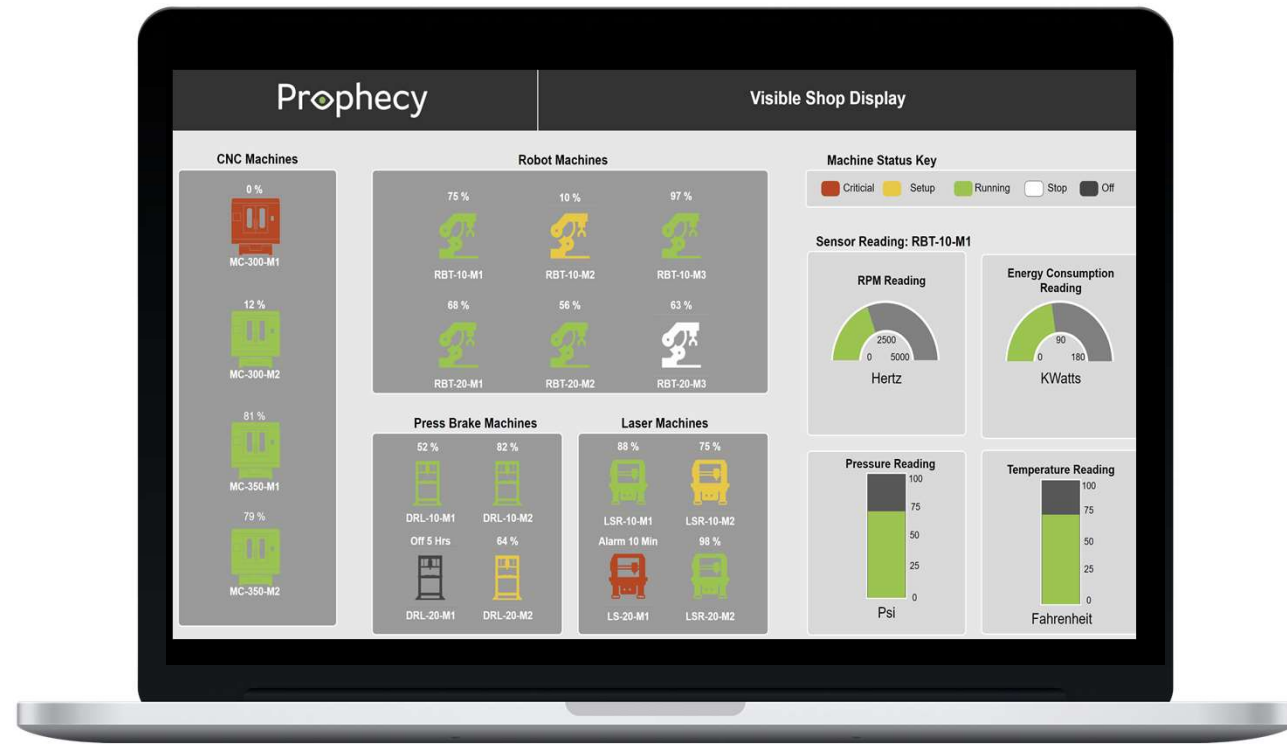 Prophecy
Visible Shop Display
CNC Machines
0 %
MC-300-M1
12 %
MC-300-M2
81 %
MC-350-M1
79 %
MC-350-M2
Robot Machines
75 %
10 %
97 %
RBT-10-M1
RBT-10-M2
RBT-10-M3
68 %
56 %
63 %
RBT-20-M1
RBT-20-M2
RBT-20-M3
Press Brake Machines
52 %
82 %
DRL-10-M1
DRL-10-M2
Off 5 Hrs
64 %
DRL-20-M1
DRL-20-M2
Laser Machines
88 %
75 %
LSR-10-M1
LSR-10-M2
Alarm 10 Min
98 %
LS-20-M1
LSR-20-M2
Machine Status Key
Criticial
Setup
Running
Stop
Off
Sensor Reading: RBT-10-M1
RPM Reading
2500
0
5000
Hertz
Energy Consumption
Reading
90
0
180
KWatts
Pressure Reading
100
75
50
25
0
Psi
Temperature Reading
100
75
50
25
0
Fahrenheit